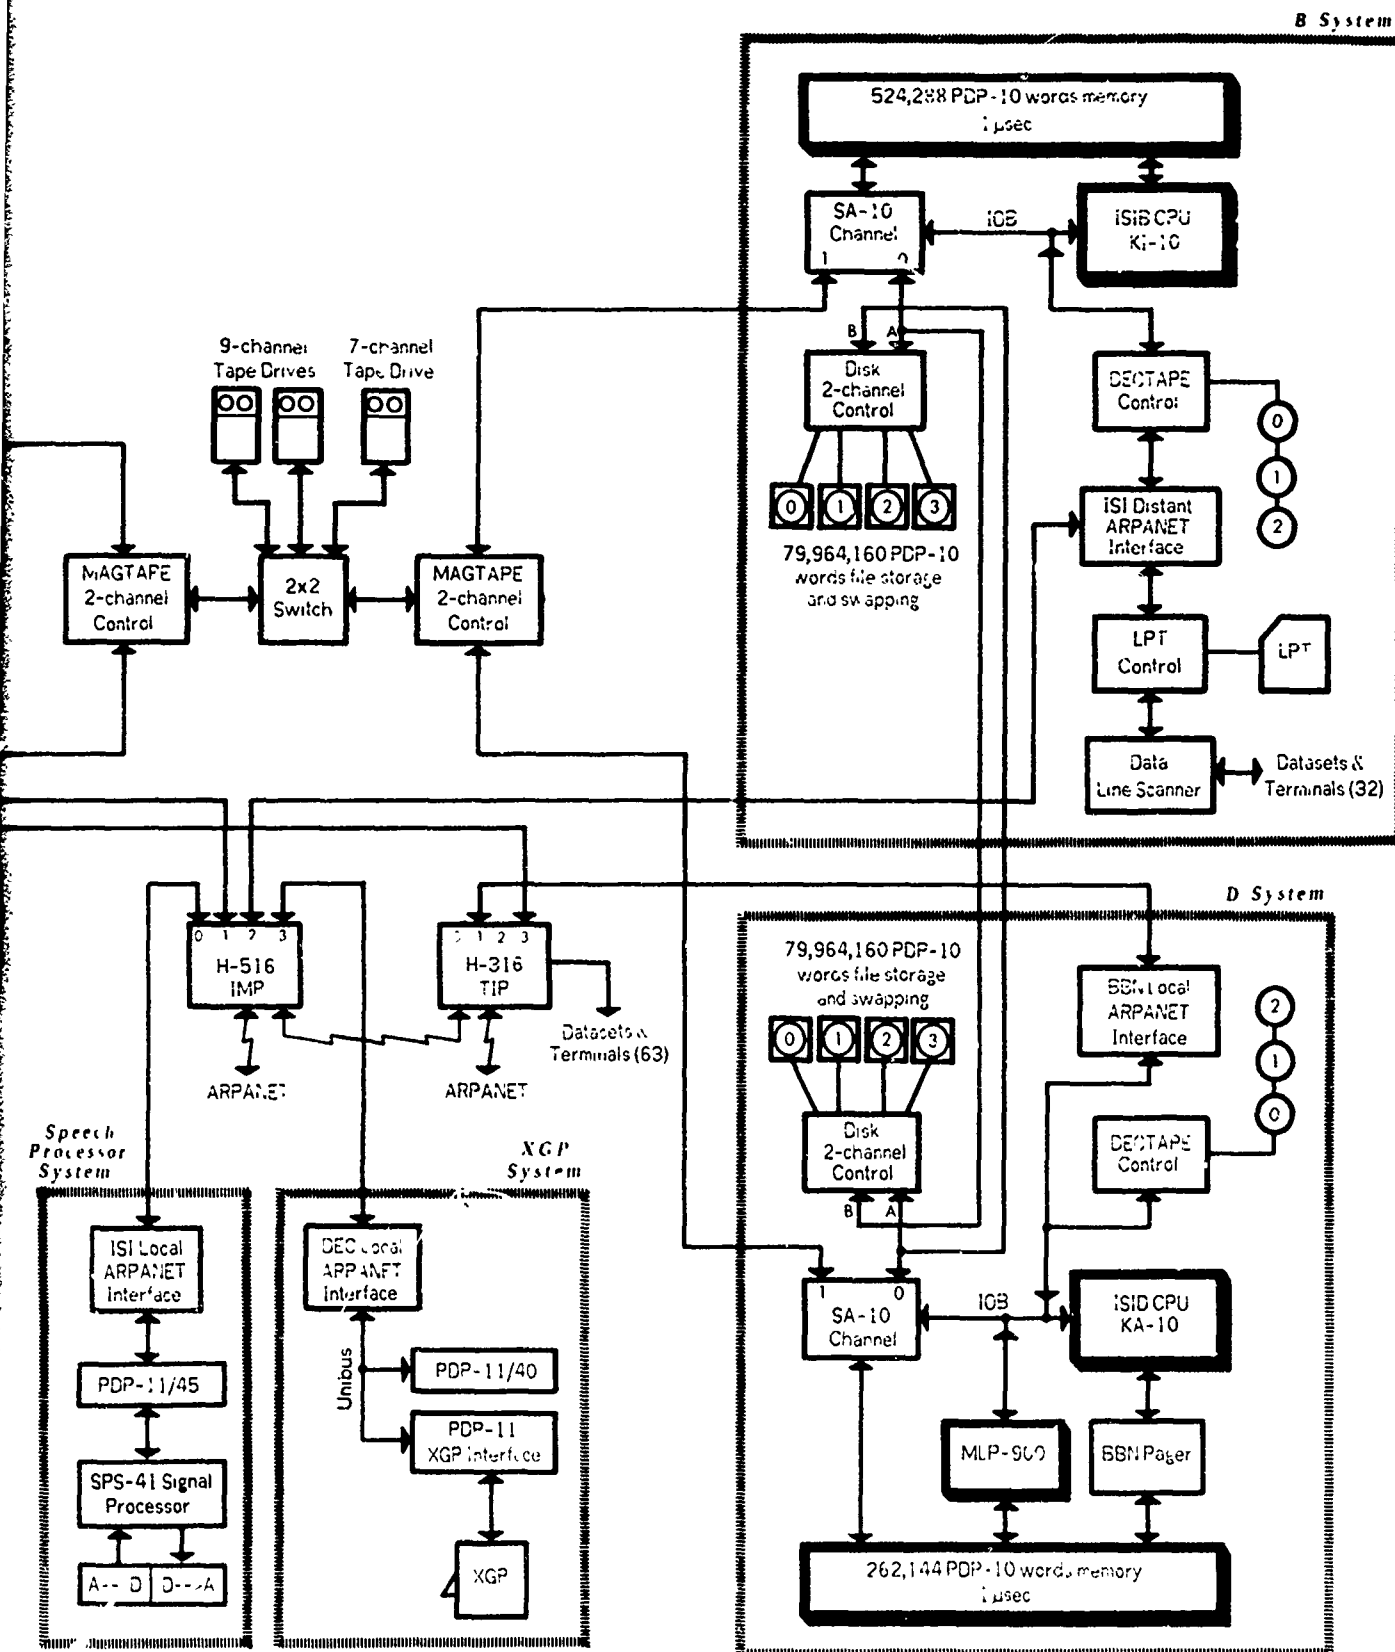 B System
524,288 PDP-10 words memory
1 µsec
SA-10
Channel
1 0
IOB
ISIB CPU
KI-10
B A
Disk
2-channel
Control
0 1 2 3
79,964,160 PDP-10
words file storage
and swapping
DECTAPE
Control
0
1
2
ISI Distant
ARPANET
Interface
LPT
Control
LPT
Data
Line Scanner
Datasets &
Terminals (32)
9-channel
Tape Drives
7-channel
Tape Drive
MAGTAPE
2-channel
Control
2x2
Switch
MAGTAPE
2-channel
Control
0 1 2 3
H-516
IMP
ARPANET
0 1 2 3
H-316
TIP
ARPANET
Datasets &
Terminals (63)
Speech
Processor
System
ISI Local
ARPANET
Interface
PDP-11/45
SPS-41 Signal
Processor
A-->D D-->A
XGP
System
DEC Local
ARPANET
Interface
Unibus
PDP-11/40
PDP-11
XGP Interface
XGP
D System
79,964,160 PDP-10
words file storage
and swapping
0 1 2 3
Disk
2-channel
Control
B A
BBN Local
ARPANET
Interface
2
1
0
DECTAPE
Control
1 0
SA-10
Channel
IOB
ISID CPU
KA-10
MLP-900
BBN Pager
262,144 PDP-10 words memory
1 µsec